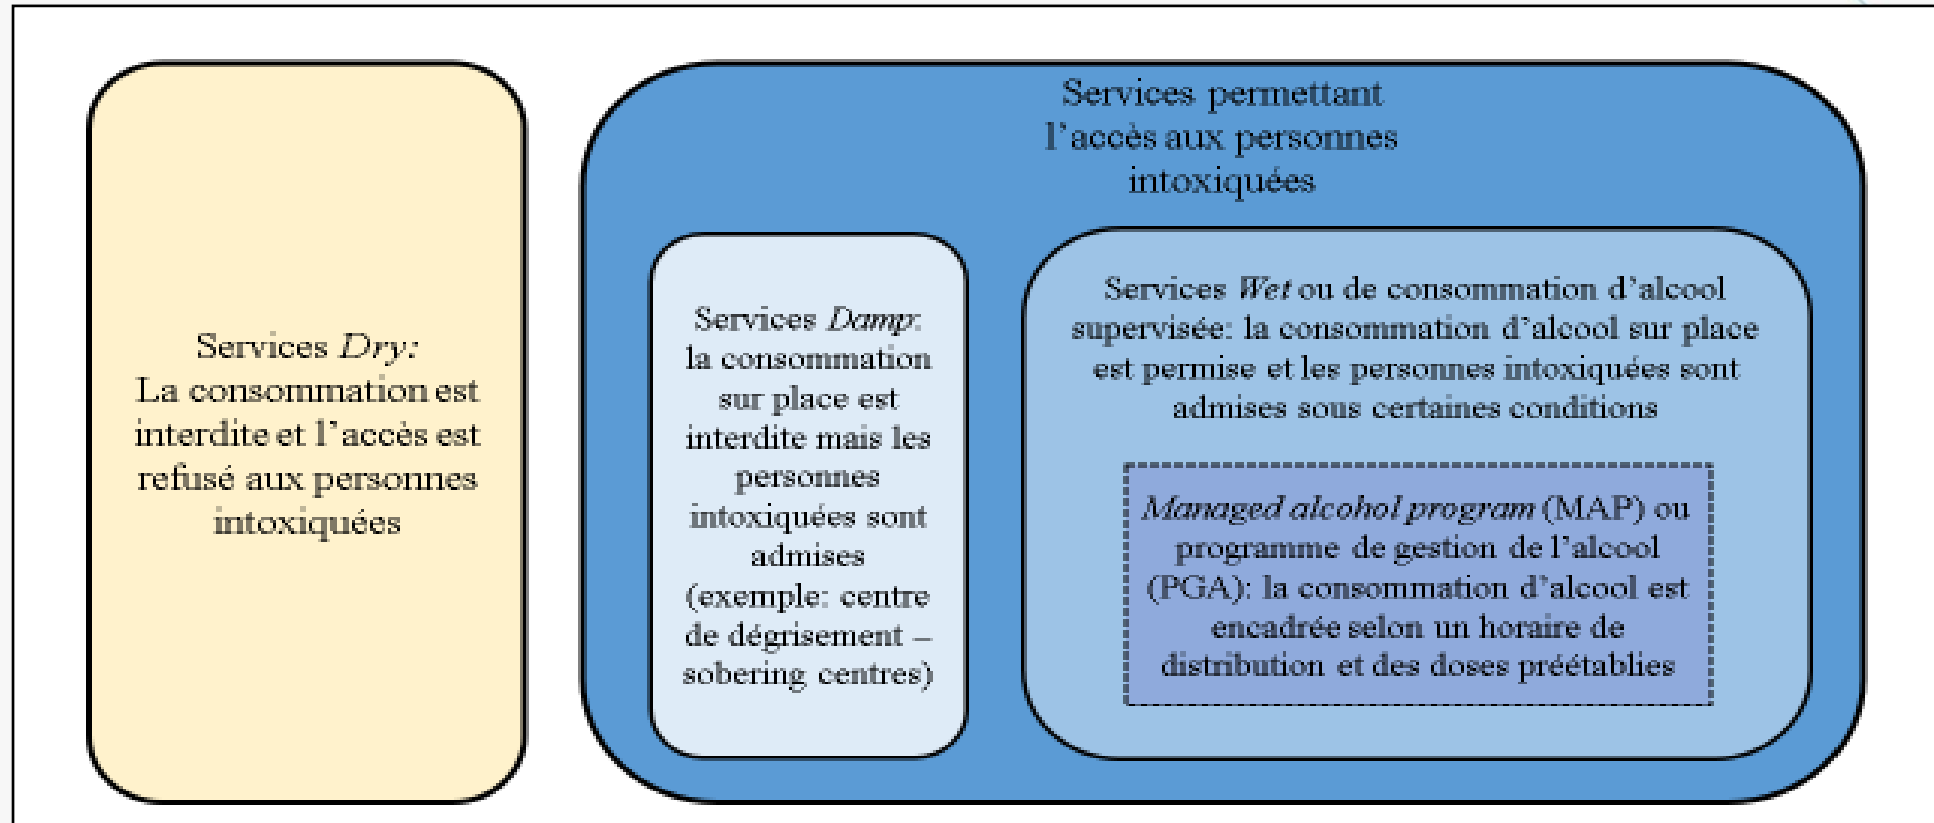 Services Dry:
La consommation est
interdite et l'accès est
refusé aux personnes
intoxiquées
Services permettant
l'accès aux personnes
intoxiquées
Services Damp:
la consommation
sur place est
interdite mais les
personnes
intoxiquées sont
admises
(exemple: centre
de dégrisement –
sobering centres)
Services Wet ou de consommation d'alcool
supervisée: la consommation d'alcool sur place
est permise et les personnes intoxiquées sont
admises sous certaines conditions
Managed alcohol program (MAP) ou
programme de gestion de l'alcool
(PGA): la consommation d'alcool est
encadrée selon un horaire de
distribution et des doses préétablies